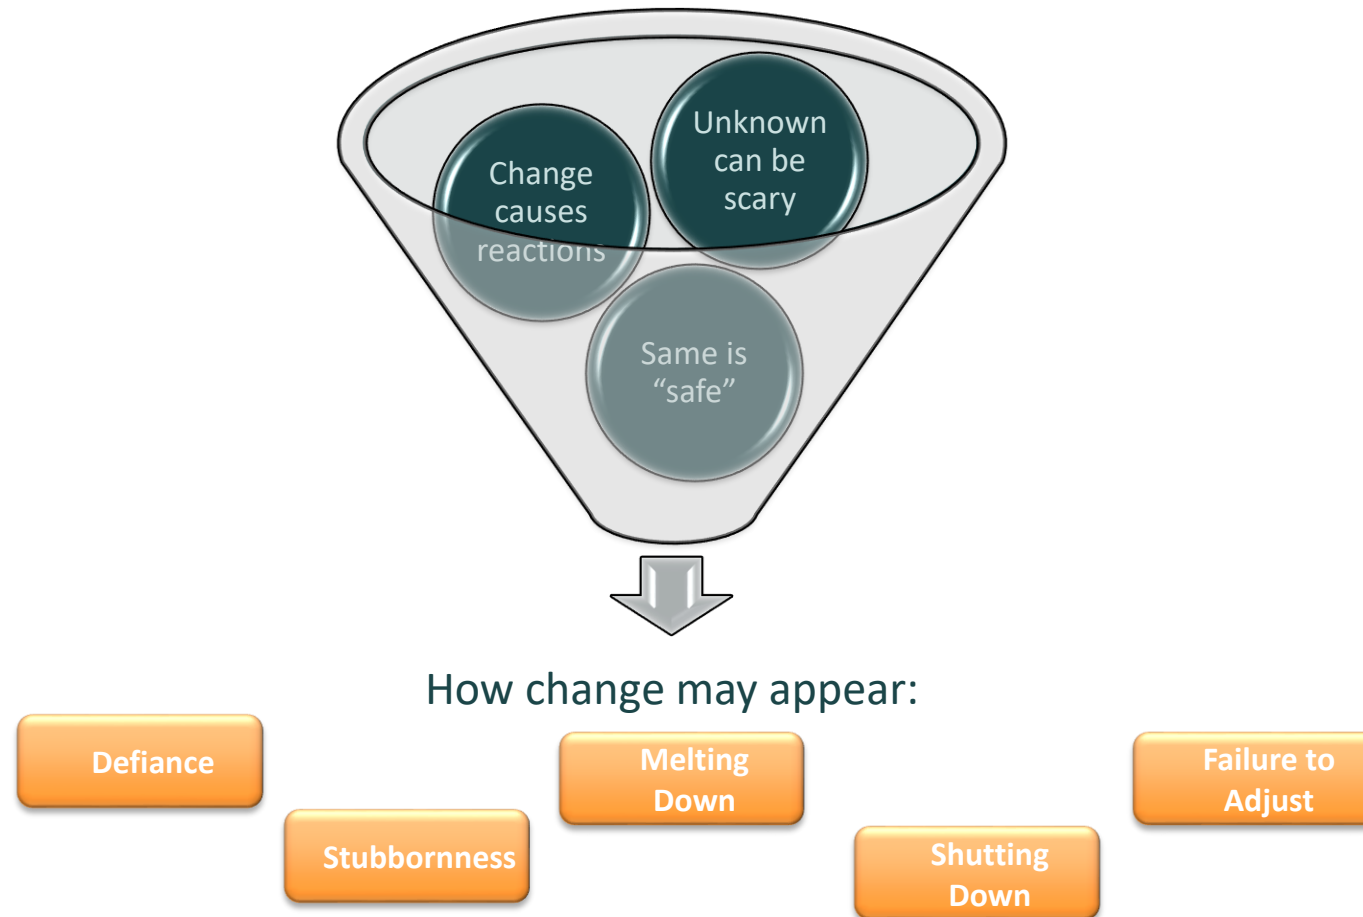 Unknown
can be
scary
Change
causes
reactions
Same is
“safe”
How change may appear:
Defiance
Stubbornness
Melting
Down
Shutting
Down
Failure to
Adjust